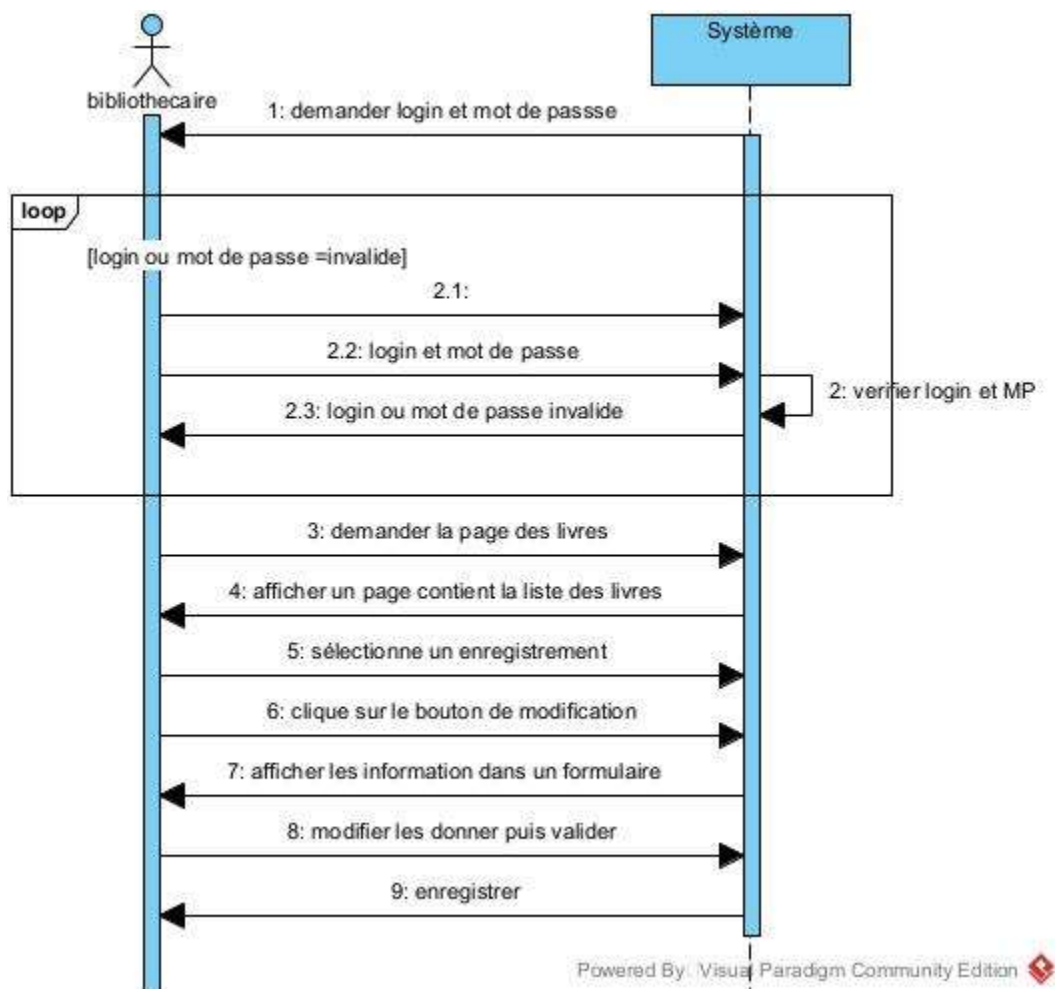 Système
bibliothecaire
1: demander login et mot de passse
loop
[login ou mot de passe =invalide]
2.1:
2.2: login et mot de passe
2: verifier login et MP
2.3: login ou mot de passe invalide
3: demander la page des livres
4: afficher un page contient la liste des livres
5: sélectionne un enregistrement
6: clique sur le bouton de modification
7: afficher les information dans un formulaire
8: modifier les donner puis valider
9: enregistrer
Powered By Visual Paradigm Community Edition